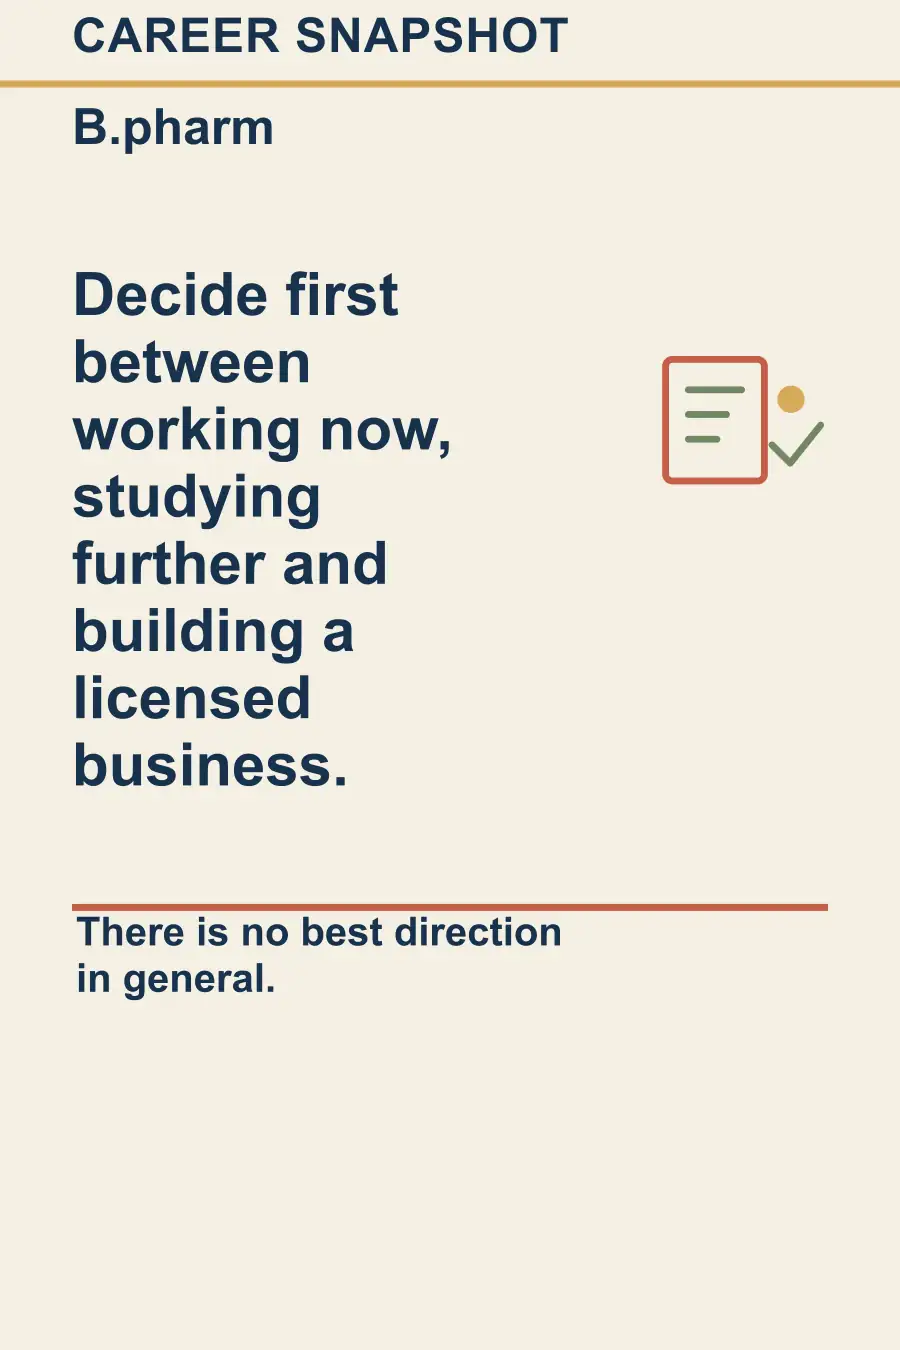 CAREER SNAPSHOT
B.pharm
Decide first
between
working now,
studying
further and
building a
licensed
business.
There is no best direction
in general.